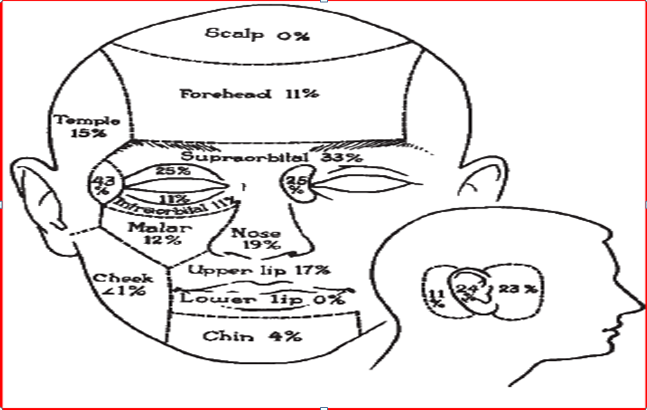 Scalp 0%
Forehead 11%
Temple
15%
Supraorbital 33%
25%
43
%
25
%
11%
Infraorbital 11%
Malar
12%
Nose
19%
Cheek
<1%
Upper lip 17%
Lower lip 0%
Chin 4%
11
%
24
%
23 %